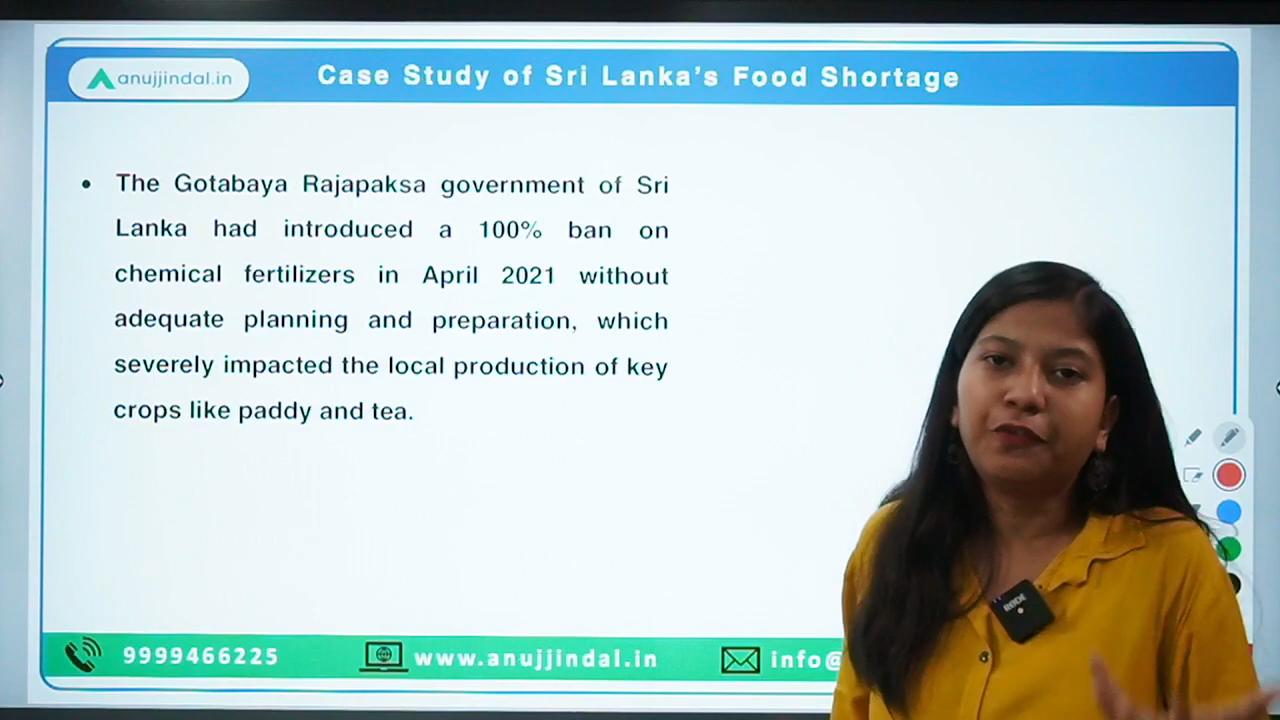 anujjindal.in
Case Study of Sri Lanka's Food Shortage
• The Gotabaya Rajapaksa government of Sri
Lanka had introduced a 100% ban on
chemical fertilizers in April 2021 without
adequate planning and preparation, which
severely impacted the local production of key
crops like paddy and tea.
RØDE
9999466225
www.anujjindal.in
info@